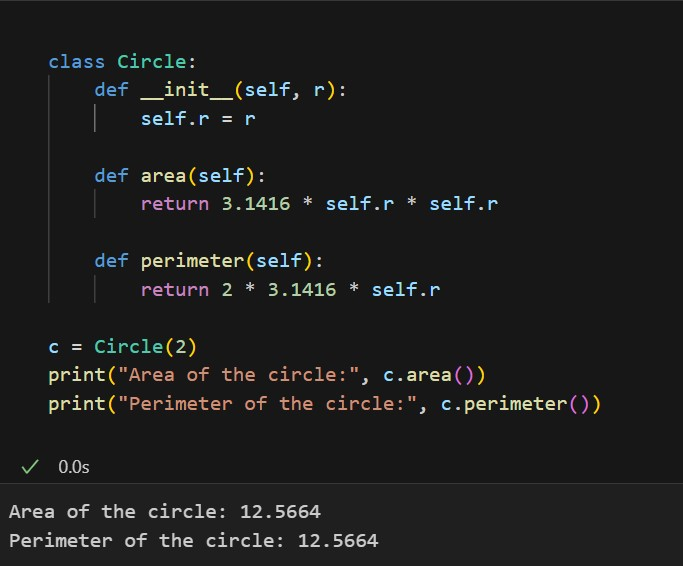 class Circle:
    def __init__(self, r):
        self.r = r
    def area(self):
        return 3.1416 * self.r * self.r
    def perimeter(self):
        return 2 * 3.1416 * self.r
c = Circle(2)
print("Area of the circle:", c.area())
print("Perimeter of the circle:", c.perimeter())
0.0s
Area of the circle: 12.5664
Perimeter of the circle: 12.5664